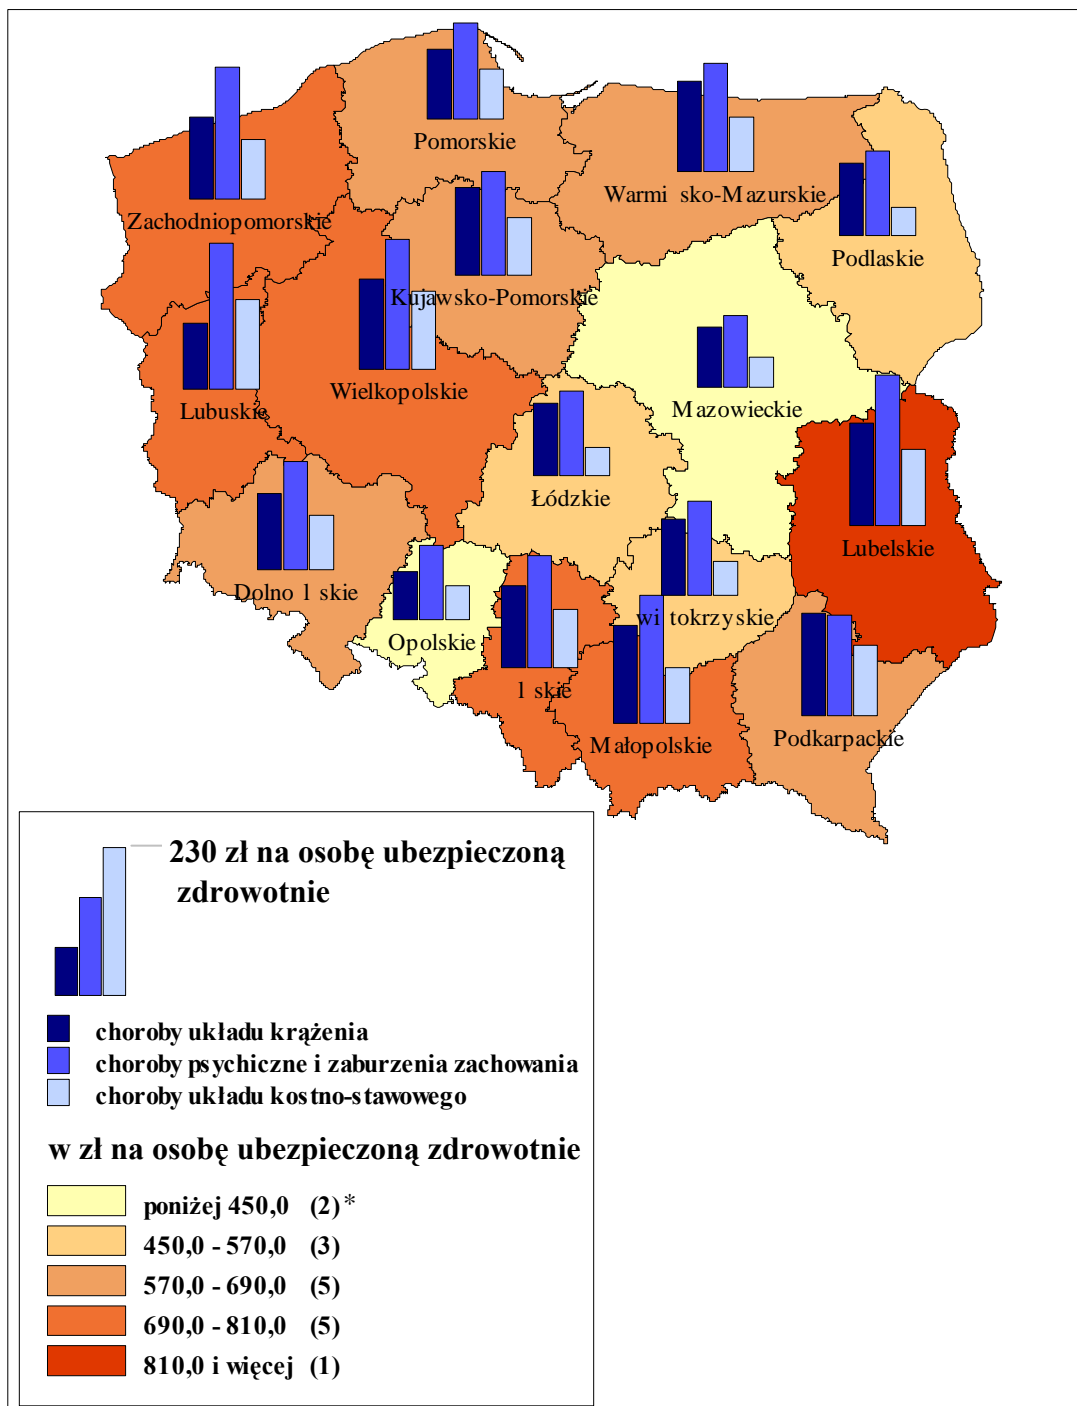 Pomorskie
Warmi sko-Mazurskie
Zachodniopomorskie
Podlaskie
Kujawsko-Pomorskie
Wielkopolskie
Lubuskie
Mazowieckie
Łódzkie
Lubelskie
Dolno l skie
wi tokrzyskie
Opolskie
l skie
Małopolskie
Podkarpackie
230 zł na osobę ubezpieczoną
zdrowotnie
choroby układu krążenia
choroby psychiczne i zaburzenia zachowania
choroby układu kostno-stawowego
w zł na osobę ubezpieczoną zdrowotnie
poniżej 450,0 (2)*
450,0 - 570,0 (3)
570,0 - 690,0 (5)
690,0 - 810,0 (5)
810,0 i więcej (1)